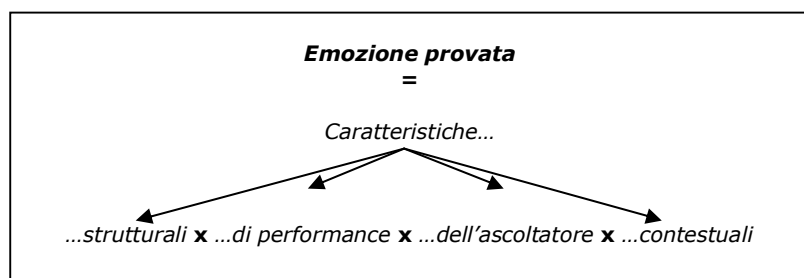 Emozione provata
=
Caratteristiche…
…strutturali x …di performance x …dell’ascoltatore x …contestuali